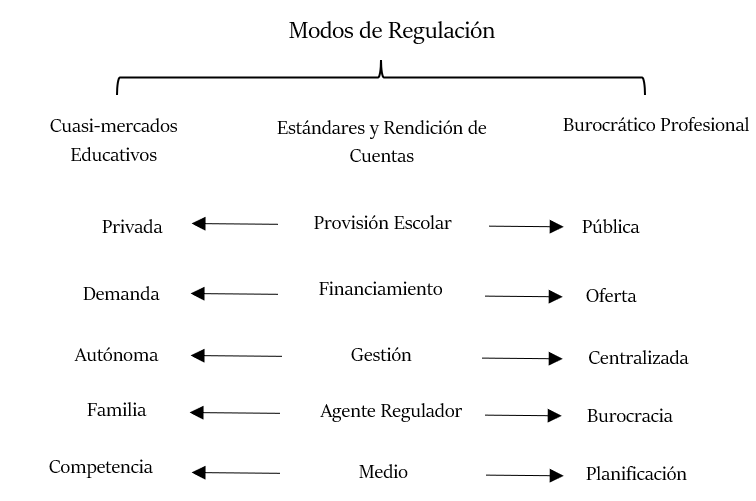 Modos de Regulación
Cuasi-mercados
Educativos
Estándares y Rendición de
Cuentas
Burocrático Profesional
Privada
Provisión Escolar
Pública
Demanda
Financiamiento
Oferta
Autónoma
Gestión
Centralizada
Familia
Agente Regulador
Burocracia
Competencia
Medio
Planificación